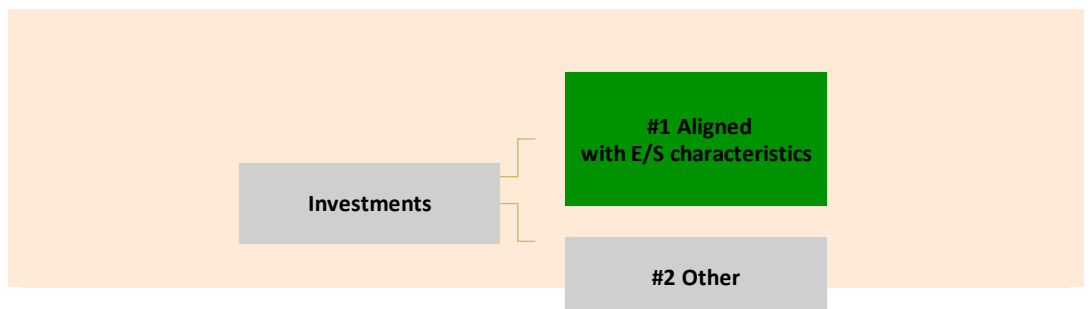 #1 Aligned
with E/S characteristics
Investments
#2 Other